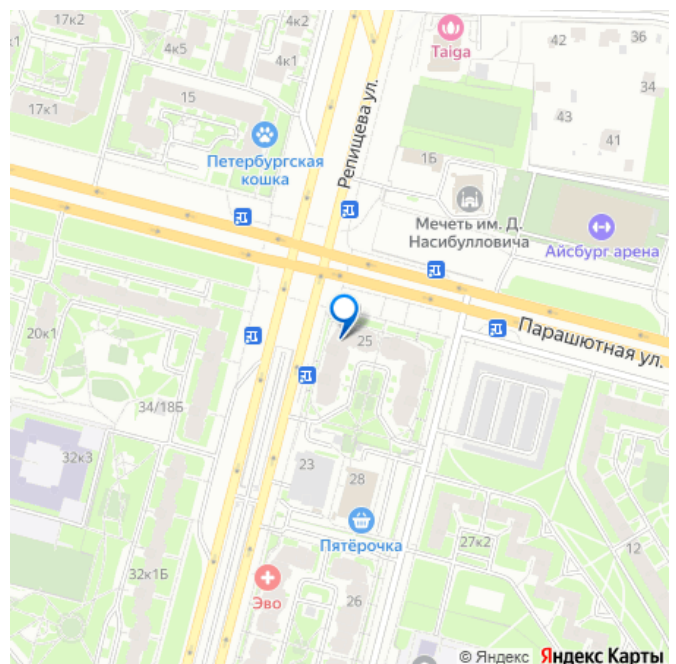 17к2
4к2
4к5
4к1
17к1
15
Петербургская
кошка
Репищева ул.
Taiga
42
36
34
43
41
1Б
Мечеть им. Д.
Насибулловича
Айсбург арена
20к1
25
Парашютная ул.
34/18Б
32к3
23
28
Пятёрочка
27к2
12
32к1Б
Эво
26
© Яндекс Яндекс Карты